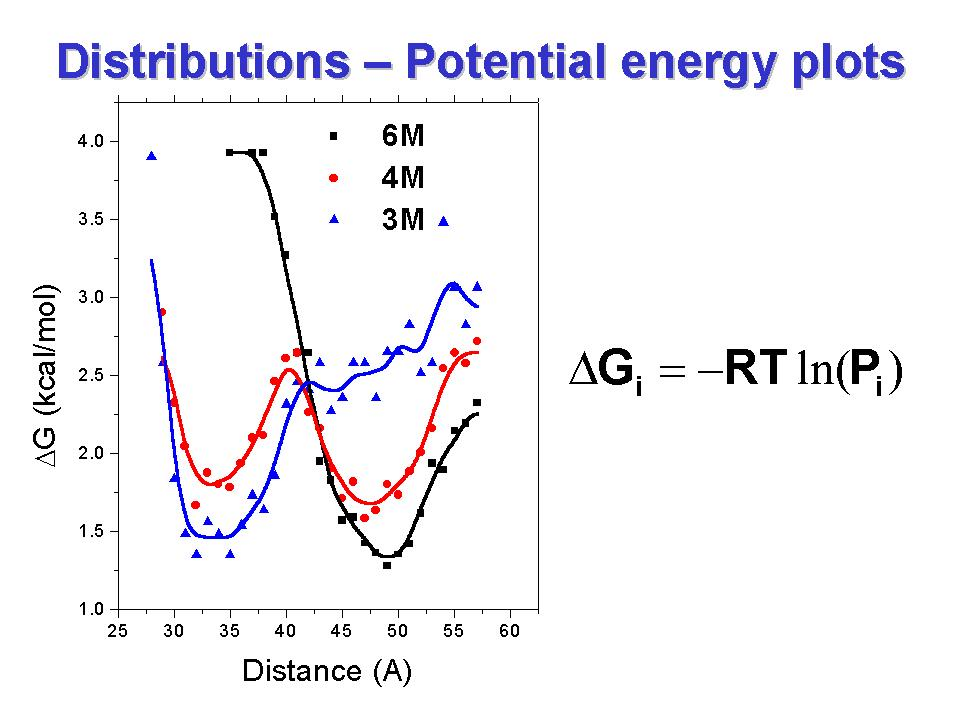 Distributions – Potential energy plots
6M
4M
3M
4.0
3.5
3.0
2.5
2.0
1.5
1.0
ΔG (kcal/mol)
25 30 35 40 45 50 55 60
Distance (A)
ΔGi = –RT ln(Pi)